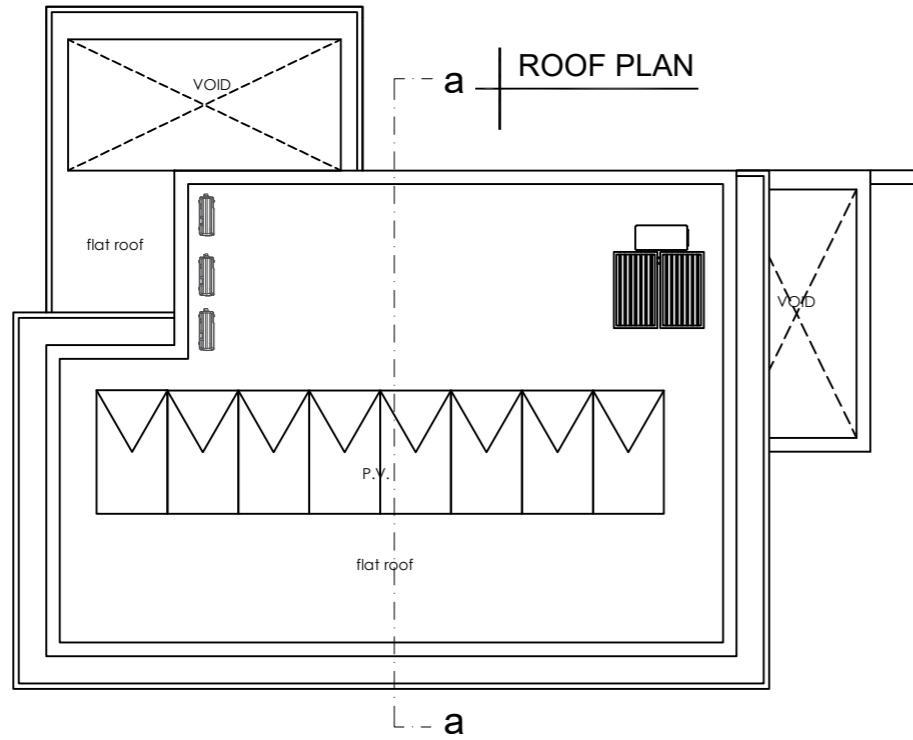 a
ROOF PLAN
VOID
flat roof
VOID
P.V.
flat roof
a